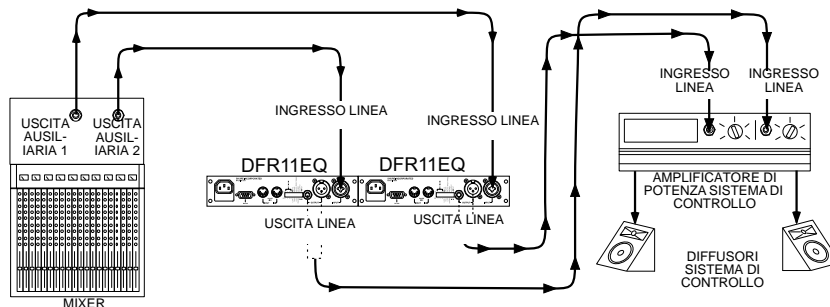 USCITA
AUSIL-
IARIA 1
USCITA
AUSIL-
IARIA 2
MIXER
INGRESSO LINEA
INGRESSO LINEA
DFR11EQ
DFR11EQ
USCITA LINEA
USCITA LINEA
INGRESSO
LINEA
INGRESSO
LINEA
AMPLIFICATORE DI
POTENZA SISTEMA DI
CONTROLLO
DIFFUSORI
SISTEMA DI
CONTROLLO